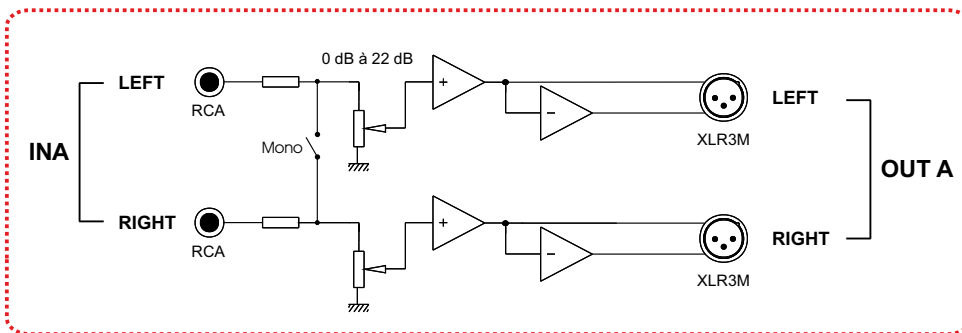 0 dB à 22 dB
LEFT
RCA
+
−
XLR3M
LEFT
INA
Mono
OUT A
RIGHT
RCA
+
−
XLR3M
RIGHT